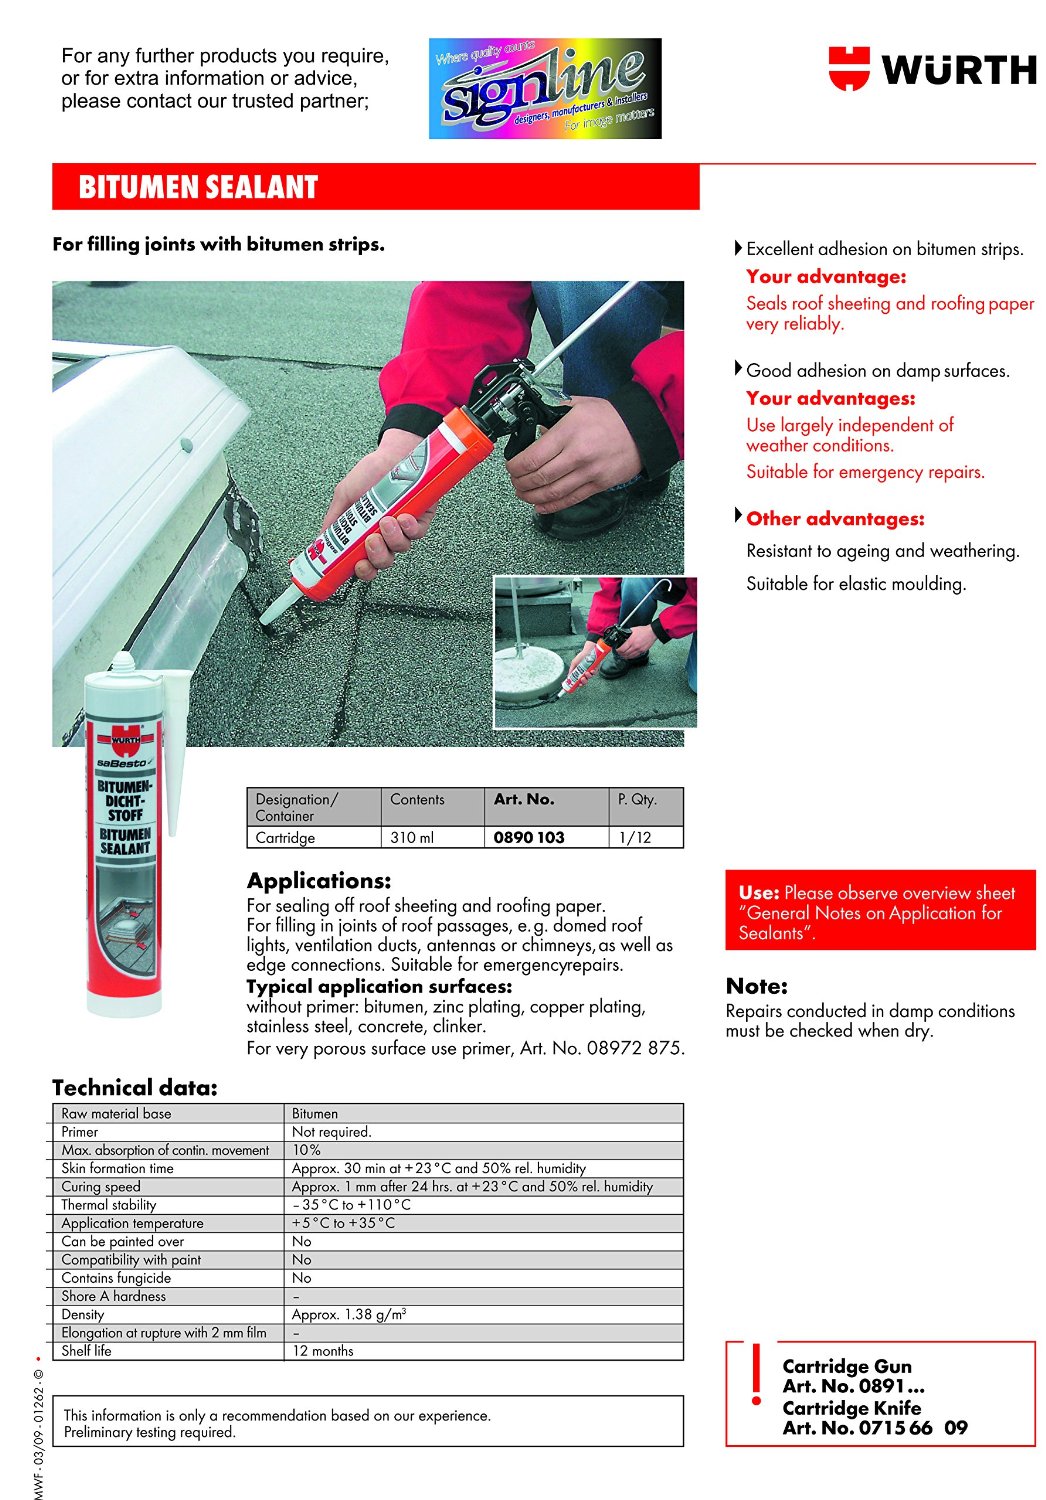 For any further products you require,
or for extra information or advice,
please contact our trusted partner;
Where quality counts
signline
designers, manufacturers & installers
For image matters
WÜRTH
BITUMEN SEALANT
For filling joints with bitumen strips.
Excellent adhesion on bitumen strips.
Your advantage:
Seals roof sheeting and roofing paper
very reliably.
Good adhesion on damp surfaces.
Your advantages:
Use largely independent of
weather conditions.
Suitable for emergency repairs.
Other advantages:
Resistant to ageing and weathering.
Suitable for elastic moulding.
WÜRTH
saBesto
BITUMEN-
DICHT-
STOFF
BITUMEN
SEALANT
Designation/ Contents Art. No. P. Qty.
Container
Cartridge 310 ml 0890 103 1/12
Applications:
For sealing off roof sheeting and roofing paper.
For filling in joints of roof passages, e.g. domed roof
lights, ventilation ducts, antennas or chimneys, as well as
edge connections. Suitable for emergencyrepairs.
Typical application surfaces:
without primer: bitumen, zinc plating, copper plating,
stainless steel, concrete, clinker.
For very porous surface use primer, Art. No. 08972 875.
Use: Please observe overview sheet
“General Notes on Application for
Sealants“.
Note:
Repairs conducted in damp conditions
must be checked when dry.
Technical data:
Raw material base Bitumen
Primer Not required.
Max. absorption of contin. movement 10%
Skin formation time Approx. 30 min at +23°C and 50% rel. humidity
Curing speed Approx. 1 mm after 24 hrs. at +23°C and 50% rel. humidity
Thermal stability –35°C to +110°C
Application temperature +5°C to +35°C
Can be painted over No
Compatibility with paint No
Contains fungicide No
Shore A hardness –
Density Approx. 1.38 g/m³
Elongation at rupture with 2 mm film –
Shelf life 12 months
This information is only a recommendation based on our experience.
Preliminary testing required.
! Cartridge Gun
Art. No. 0891...
Cartridge Knife
Art. No. 0715 66 09
MWF - 03/09 - 01262 - ©